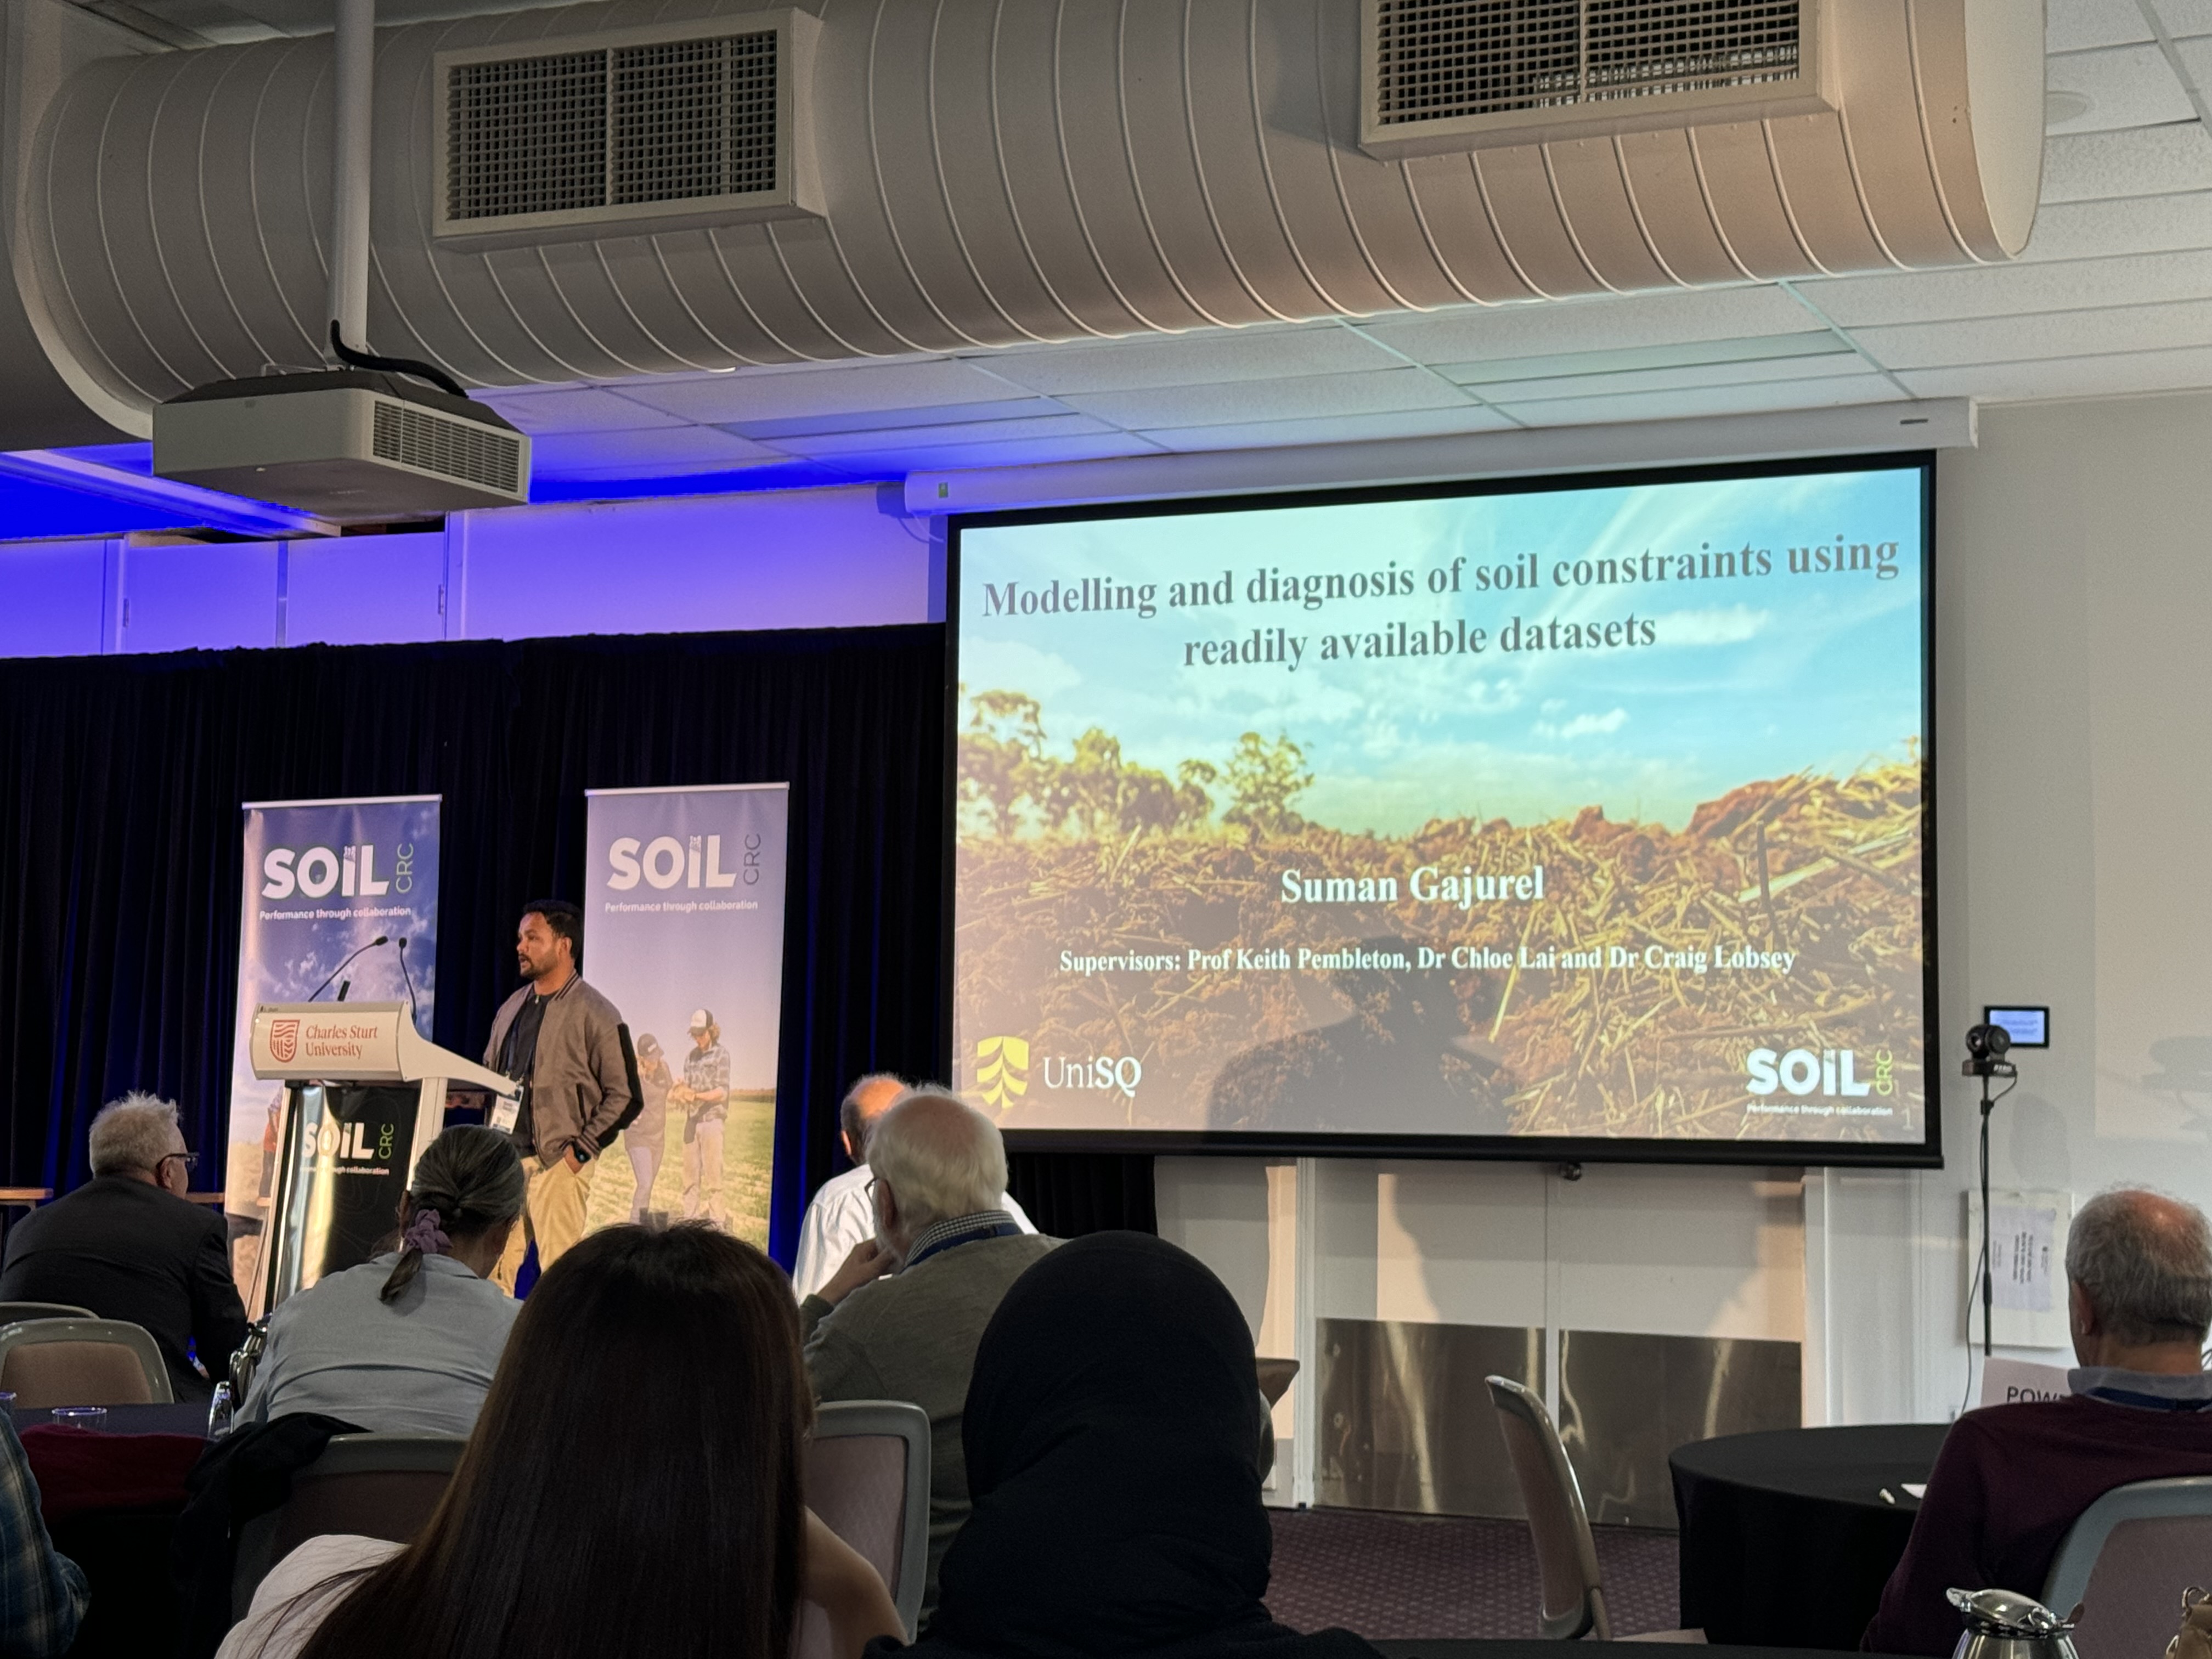 Modelling and diagnosis of soil constraints using
readily available datasets
Suman Gajurel
Supervisors: Prof Keith Pembleton, Dr Chloe Lai and Dr Craig Lobsey
UniSQ
SOIL CRC
Performance through collaboration
SOIL CRC
Performance through collaboration
SOIL CRC
Performance through collaboration
Charles Sturt
University
SOIL CRC
collaboration